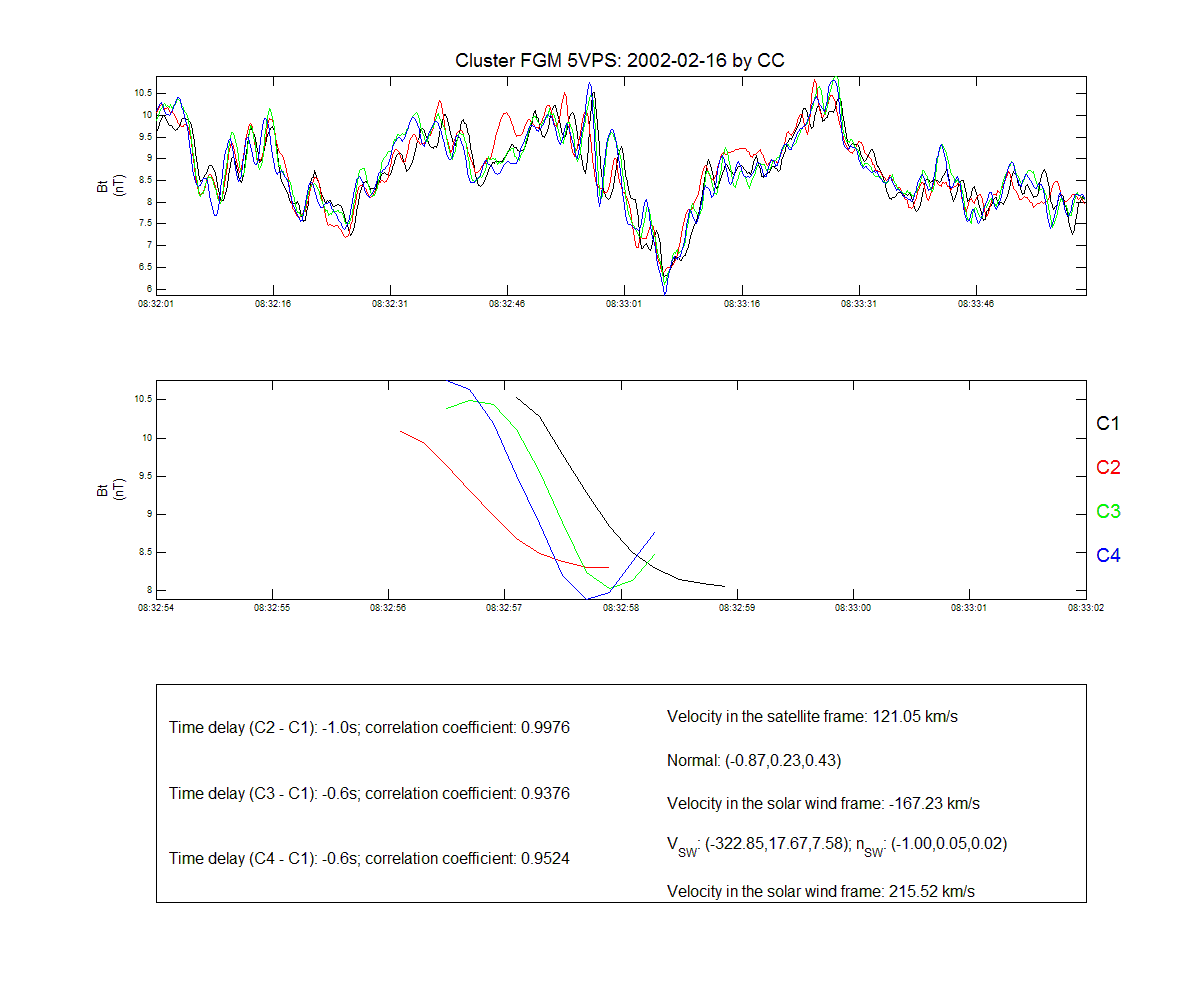 Cluster FGM 5VPS: 2002-02-16 by CC
10.5
10
9.5
9
8.5
8
7.5
7
6.5
6
Bt
(nT)
08:32:01 08:32:16 08:32:31 08:32:46 08:33:01 08:33:16 08:33:31 08:33:46
10.5
10
9.5
9
8.5
8
Bt
(nT)
08:32:54 08:32:55 08:32:56 08:32:57 08:32:58 08:32:59 08:33:00 08:33:01 08:33:02
C1
C2
C3
C4
Time delay (C2 - C1): -1.0s; correlation coefficient: 0.9976
Time delay (C3 - C1): -0.6s; correlation coefficient: 0.9376
Time delay (C4 - C1): -0.6s; correlation coefficient: 0.9524
Velocity in the satellite frame: 121.05 km/s
Normal: (-0.87,0.23,0.43)
Velocity in the solar wind frame: -167.23 km/s
VSW: (-322.85,17.67,7.58); nSW: (-1.00,0.05,0.02)
Velocity in the solar wind frame: 215.52 km/s